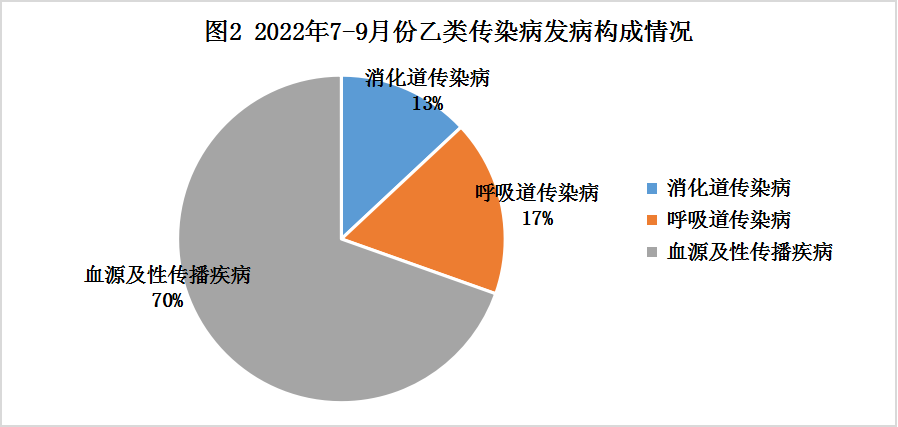 图2 2022年7-9月份乙类传染病发病构成情况
消化道传染病
13%
呼吸道传染病
17%
血源及性传播疾病
70%
消化道传染病
呼吸道传染病
血源及性传播疾病